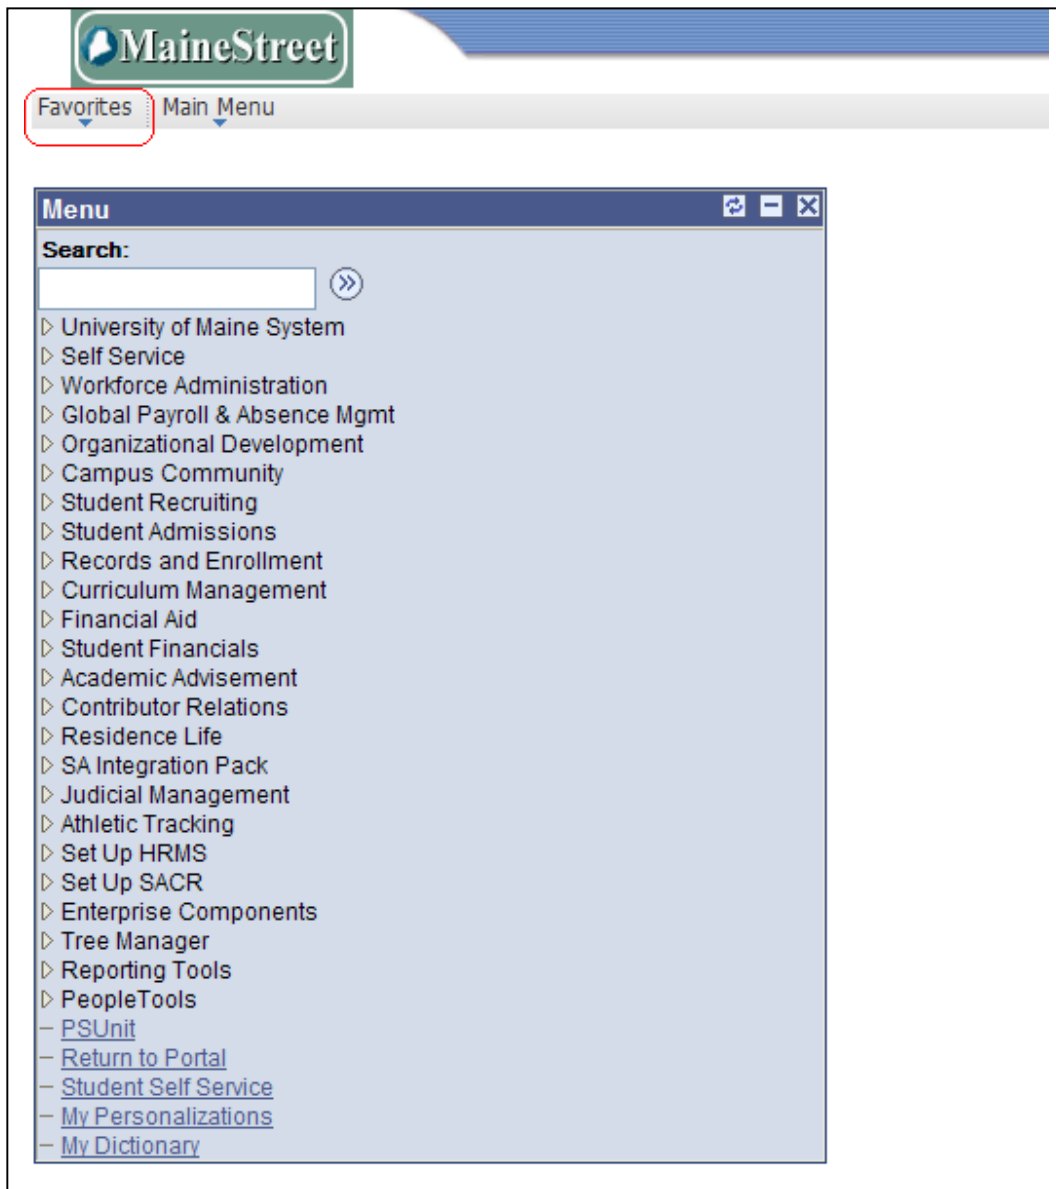 MaineStreet
Favorites Main Menu
Menu
Search:
University of Maine System
Self Service
Workforce Administration
Global Payroll & Absence Mgmt
Organizational Development
Campus Community
Student Recruiting
Student Admissions
Records and Enrollment
Curriculum Management
Financial Aid
Student Financials
Academic Advisement
Contributor Relations
Residence Life
SA Integration Pack
Judicial Management
Athletic Tracking
Set Up HRMS
Set Up SACR
Enterprise Components
Tree Manager
Reporting Tools
PeopleTools
PSUnit
Return to Portal
Student Self Service
My Personalizations
My Dictionary